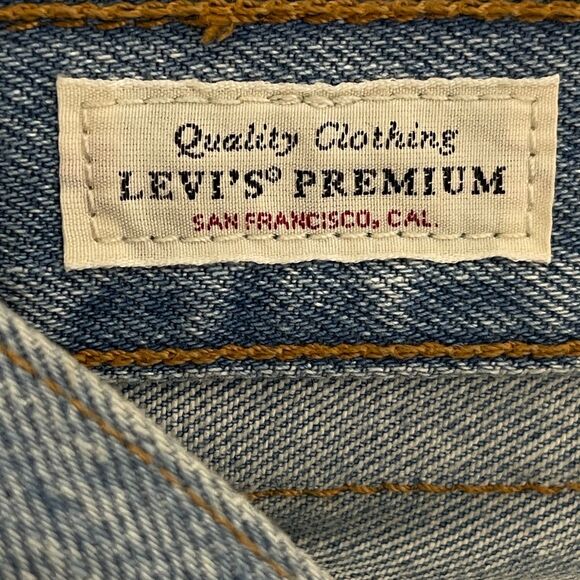 Quality Clothing
LEVI'S® PREMIUM
SAN FRANCISCO, CAL.